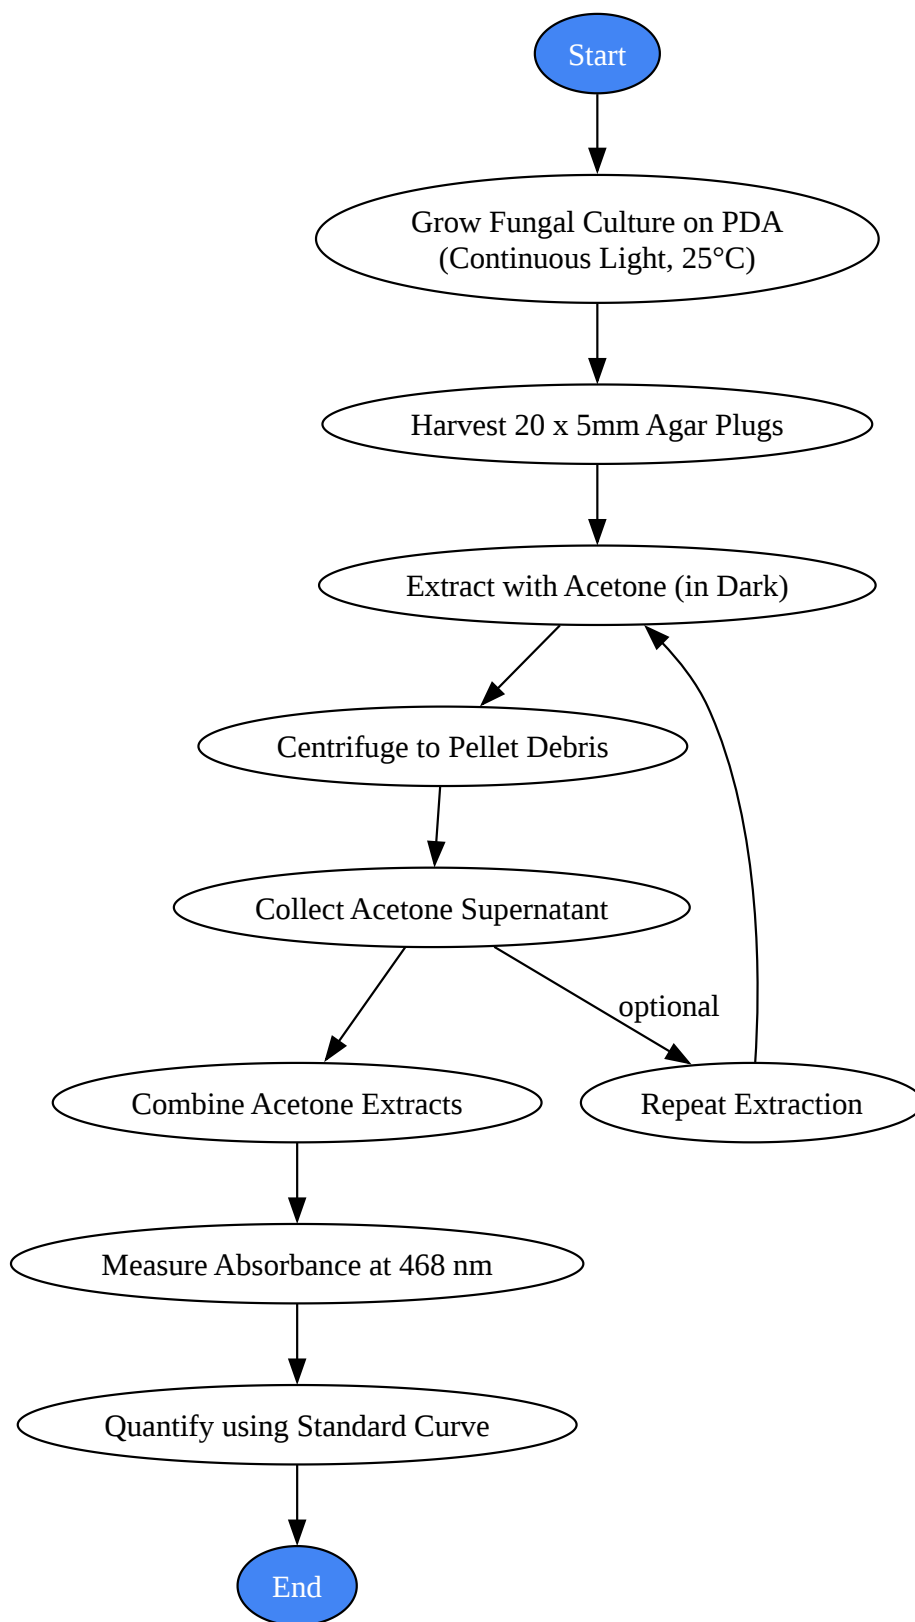 Start
Grow Fungal Culture on PDA
(Continuous Light, 25°C)
Harvest 20 x 5mm Agar Plugs
Extract with Acetone (in Dark)
Centrifuge to Pellet Debris
Collect Acetone Supernatant
optional
Combine Acetone Extracts
Repeat Extraction
Measure Absorbance at 468 nm
Quantify using Standard Curve
End